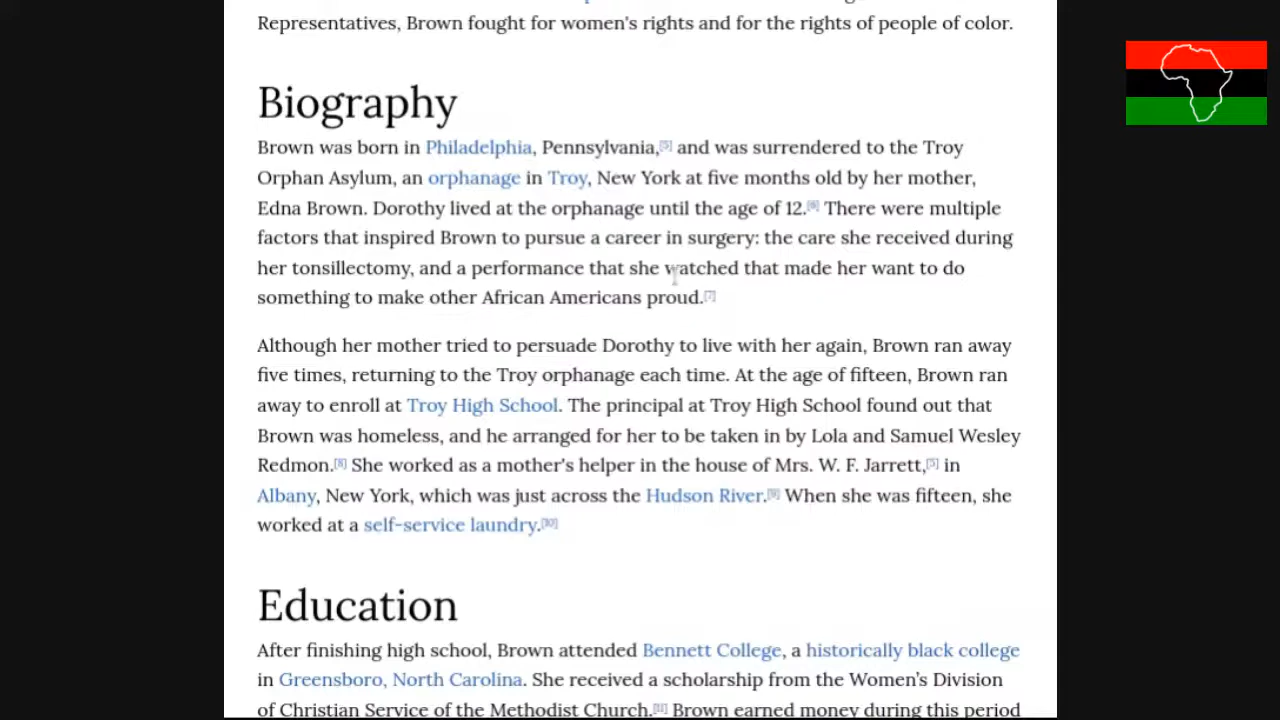 Representatives, Brown fought for women's rights and for the rights of people of color.
Biography
Brown was born in Philadelphia, Pennsylvania,[5] and was surrendered to the Troy
Orphan Asylum, an orphanage in Troy, New York at five months old by her mother,
Edna Brown. Dorothy lived at the orphanage until the age of 12.[6] There were multiple
factors that inspired Brown to pursue a career in surgery: the care she received during
her tonsillectomy, and a performance that she watched that made her want to do
something to make other African Americans proud.[7]
Although her mother tried to persuade Dorothy to live with her again, Brown ran away
five times, returning to the Troy orphanage each time. At the age of fifteen, Brown ran
away to enroll at Troy High School. The principal at Troy High School found out that
Brown was homeless, and he arranged for her to be taken in by Lola and Samuel Wesley
Redmon.[8] She worked as a mother's helper in the house of Mrs. W. F. Jarrett,[5] in
Albany, New York, which was just across the Hudson River.[9] When she was fifteen, she
worked at a self-service laundry.[10]
Education
After finishing high school, Brown attended Bennett College, a historically black college
in Greensboro, North Carolina. She received a scholarship from the Women’s Division
of Christian Service of the Methodist Church.[11] Brown earned money during this period